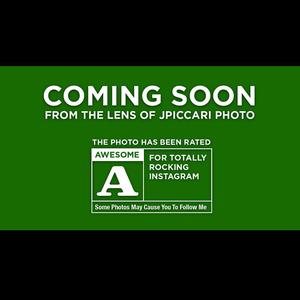 COMING SOON
FROM THE LENS OF JPICCARI PHOTO
THE PHOTO HAS BEEN RATED
AWESOME
A
FOR TOTALLY
ROCKING
INSTAGRAM
Some Photos May Cause You To Follow Me